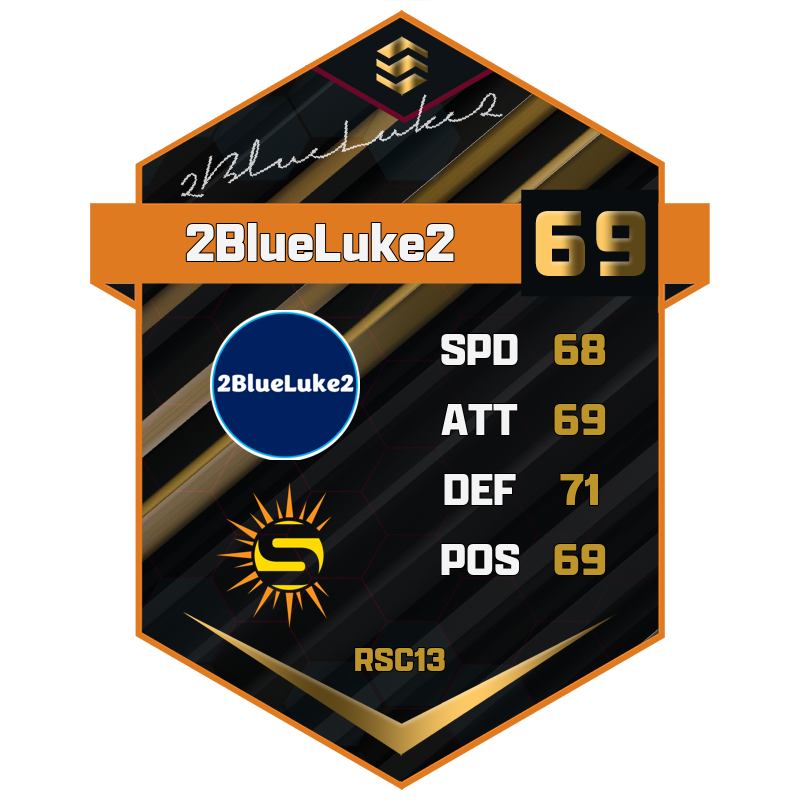 2BlueLuke2
2BlueLuke2 69
2BlueLuke2
SPD 68
ATT 69
DEF 71
POS 69
S
RSC13